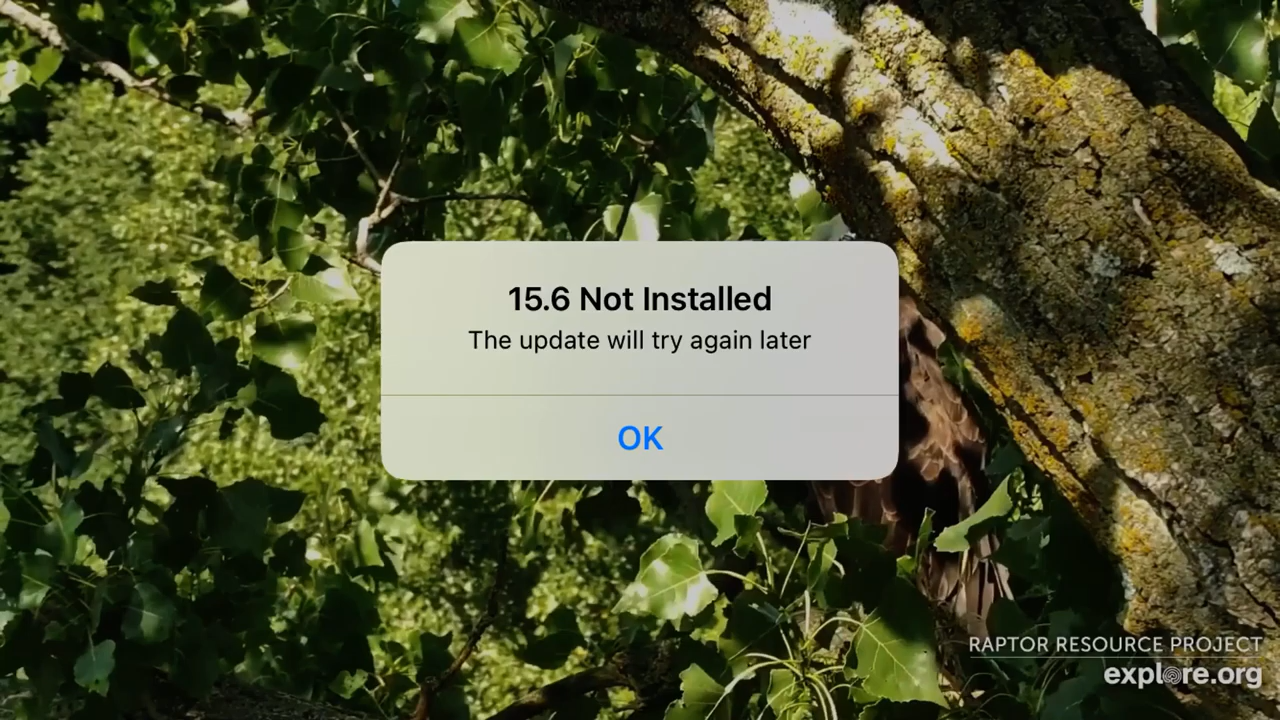 15.6 Not Installed
The update will try again later
OK
RAPTOR RESOURCE PROJECT
explore.org